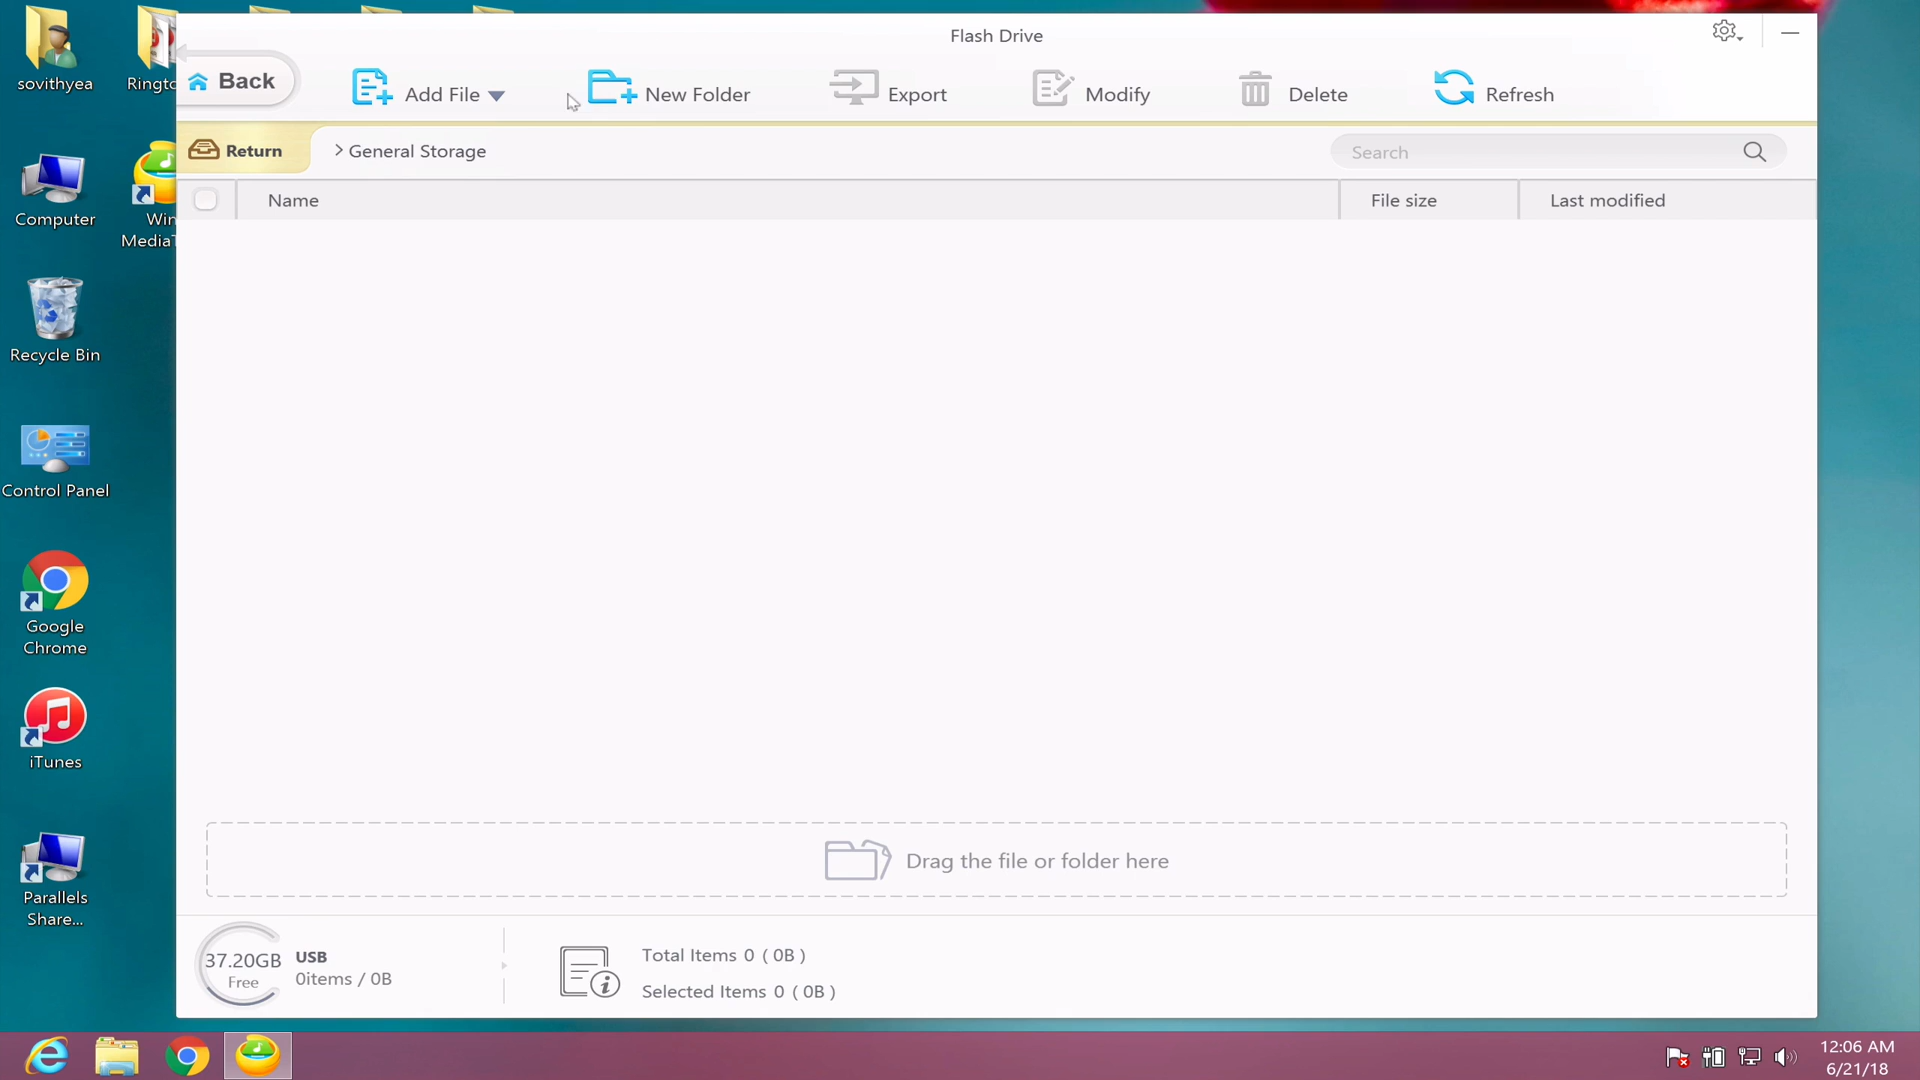 Flash Drive
sovithyea
Ringto
Back
Add File
New Folder
Export
Modify
Delete
Refresh
Return
> General Storage
Search
Name
File size
Last modified
Computer
Win
MediaT
Recycle Bin
Control Panel
Google
Chrome
iTunes
Parallels
Share...
Drag the file or folder here
37.20GB
Free
USB
0items / 0B
Total Items 0 ( 0B )
Selected Items 0 ( 0B )
12:06 AM
6/21/18